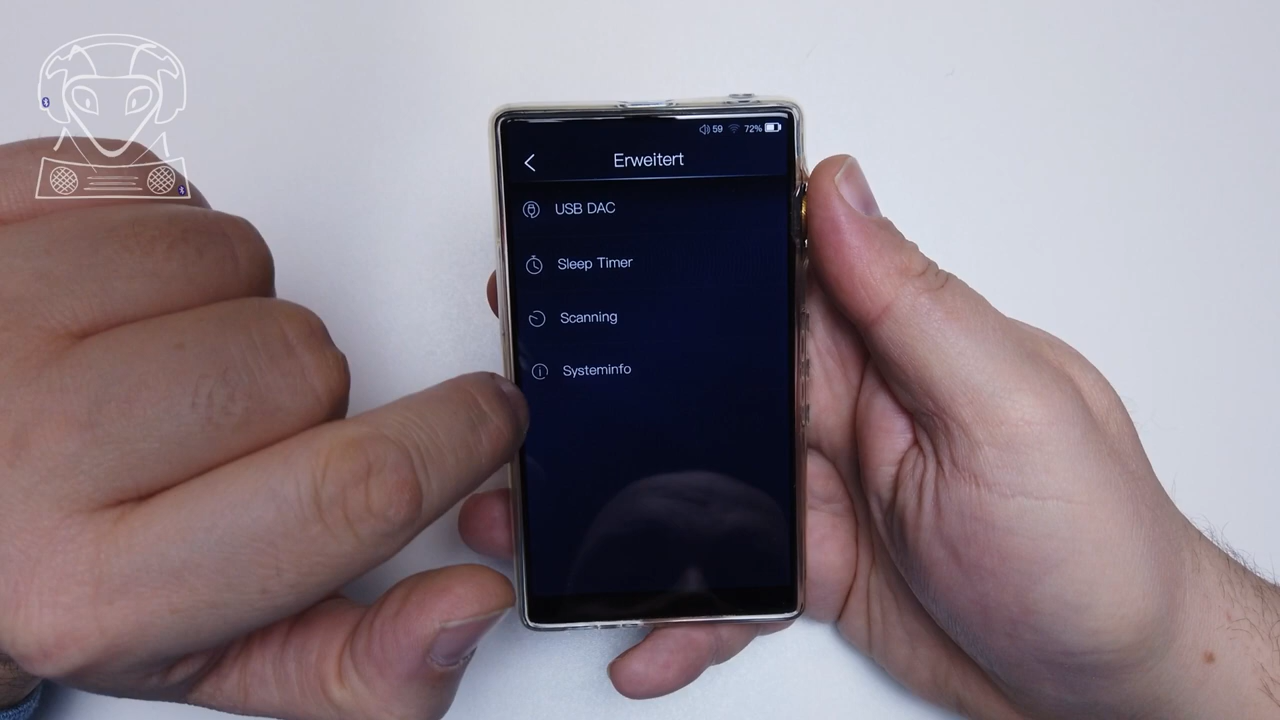 59 72%
Erweitert
USB DAC
Sleep Timer
Scanning
Systeminfo